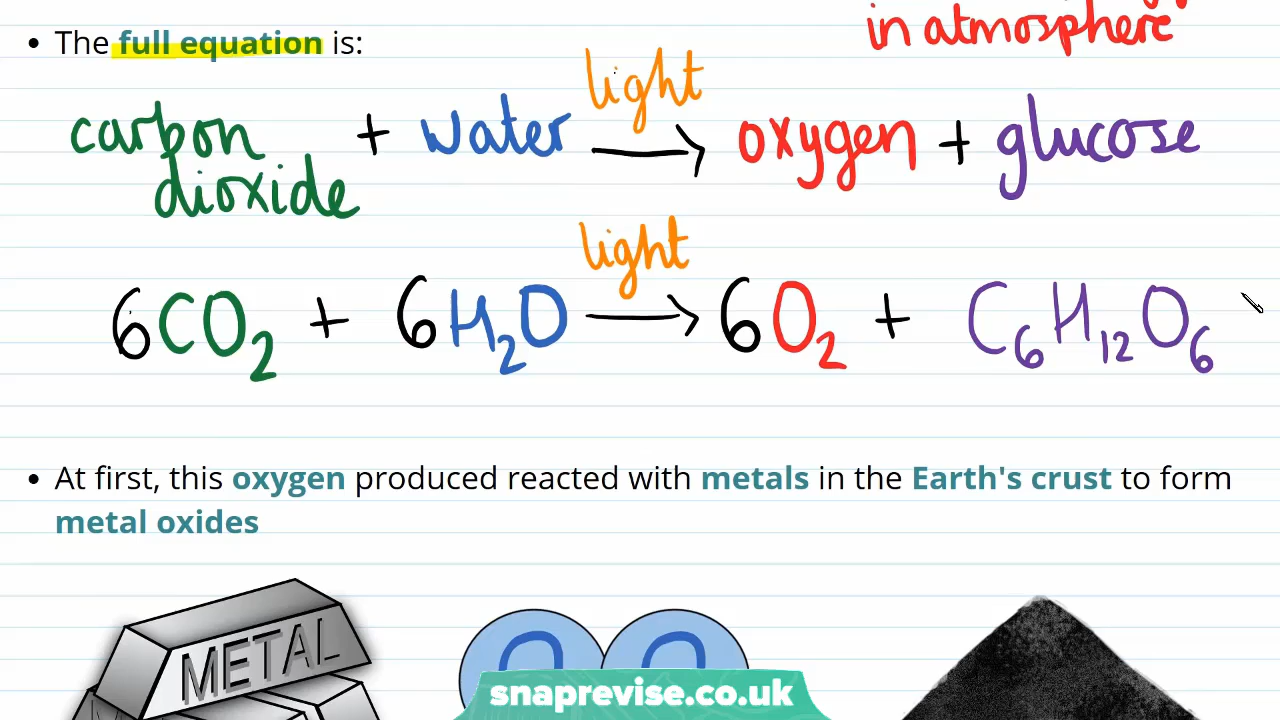 in atmosphere
• The full equation is:
light
carbon + water → oxygen + glucose
dioxide
light
6CO₂ + 6H₂O → 6O₂ + C₆H₁₂O₆
• At first, this oxygen produced reacted with metals in the Earth's crust to form
metal oxides
METAL
O O
snaprevise.co.uk